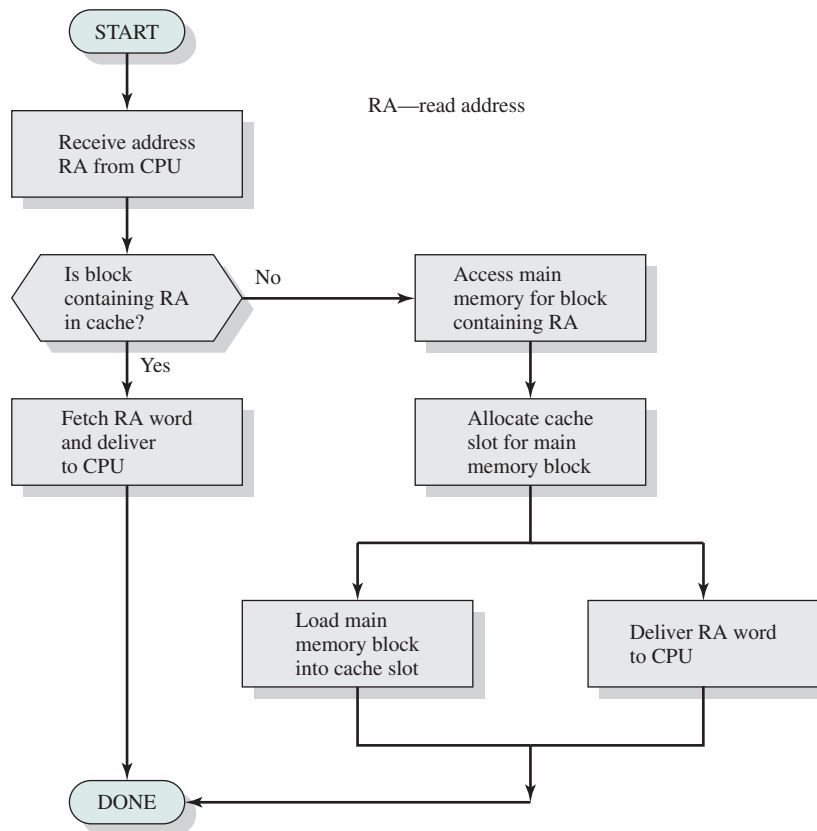 START
RA—read address
Receive address
RA from CPU
Is block
containing RA
in cache?
No
Access main
memory for block
containing RA
Yes
Fetch RA word
and deliver
to CPU
Allocate cache
slot for main
memory block
Load main
memory block
into cache slot
Deliver RA word
to CPU
DONE